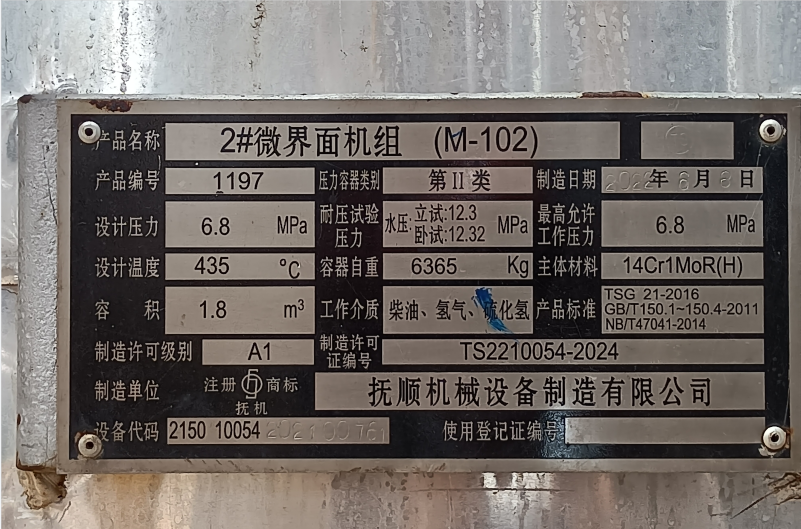 产品名称 2#微界面机组 (M-102)
产品编号 1197 压力容器类别 第II类 制造日期 2022年6月6日
设计压力 6.8 MPa 耐压试验压力 水压: 立试:12.3 卧试:12.32 MPa 最高允许工作压力 6.8 MPa
设计温度 435 °C 容器自重 6365 Kg 主体材料 14Cr1MoR(H)
容积 1.8 m³ 工作介质 柴油、氢气、硫化氢 产品标准 TSG 21-2016
GB/T150.1~150.4-2011
NB/T47041-2014
制造许可级别 A1 制造许可证编号 TS2210054-2024
制造单位 注册 商标 抚机 抚顺机械设备制造有限公司
设备代码 2150 10054 使用登记证编号